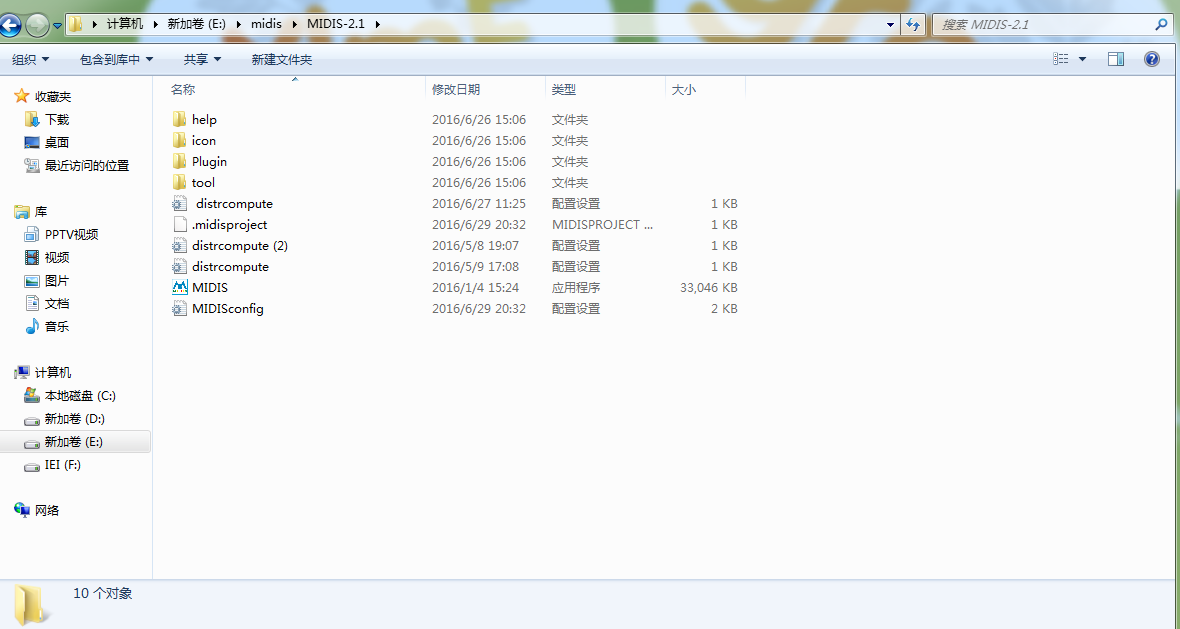 计算机 新加卷 (E:) midis MIDIS-2.1 搜索 MIDIS-2.1
组织 包含到库中 共享 新建文件夹
收藏夹
下载
桌面
最近访问的位置
库
PPTV视频
视频
图片
文档
音乐
计算机
本地磁盘 (C:)
新加卷 (D:)
新加卷 (E:)
IEI (F:)
网络
名称 修改日期 类型 大小
help 2016/6/26 15:06 文件夹
icon 2016/6/26 15:06 文件夹
Plugin 2016/6/26 15:06 文件夹
tool 2016/6/26 15:06 文件夹
distrcompute 2016/6/27 11:25 配置设置 1 KB
.midisproject 2016/6/29 20:32 MIDISPROJECT ... 1 KB
distrcompute (2) 2016/5/8 19:07 配置设置 1 KB
distrcompute 2016/5/9 17:08 配置设置 1 KB
MIDIS 2016/1/4 15:24 应用程序 33,046 KB
MIDISconfig 2016/6/29 20:32 配置设置 2 KB
10 个对象